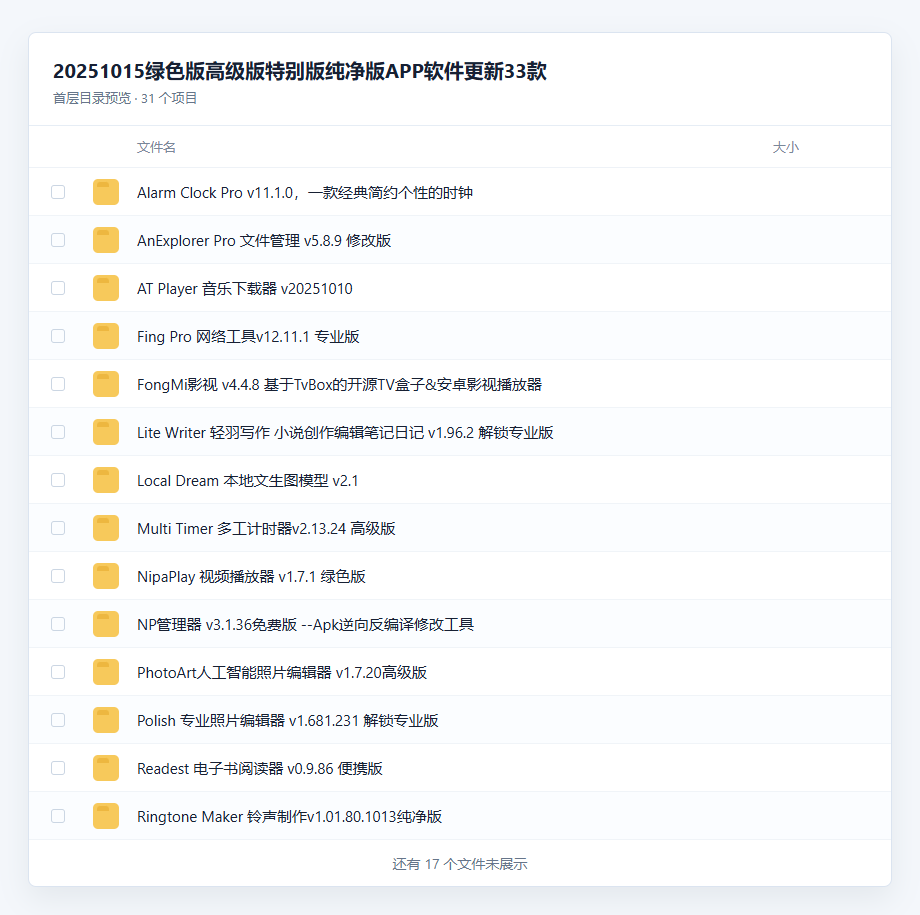 20251015绿色版高级版特别版纯净版APP软件更新33款
首层目录预览 · 31 个项目
文件名 大小
Alarm Clock Pro v11.1.0，一款经典简约个性的时钟
AnExplorer Pro 文件管理 v5.8.9 修改版
AT Player 音乐下载器 v20251010
Fing Pro 网络工具v12.11.1 专业版
FongMi影视 v4.4.8 基于TvBox的开源TV盒子&安卓影视播放器
Lite Writer 轻羽写作 小说创作编辑笔记日记 v1.96.2 解锁专业版
Local Dream 本地文生图模型 v2.1
Multi Timer 多工计时器v2.13.24 高级版
NipaPlay 视频播放器 v1.7.1 绿色版
NP管理器 v3.1.36免费版 --Apk逆向反编译修改工具
PhotoArt人工智能照片编辑器 v1.7.20高级版
Polish 专业照片编辑器 v1.681.231 解锁专业版
Readest 电子书阅读器 v0.9.86 便携版
Ringtone Maker 铃声制作v1.01.80.1013纯净版
还有 17 个文件未展示